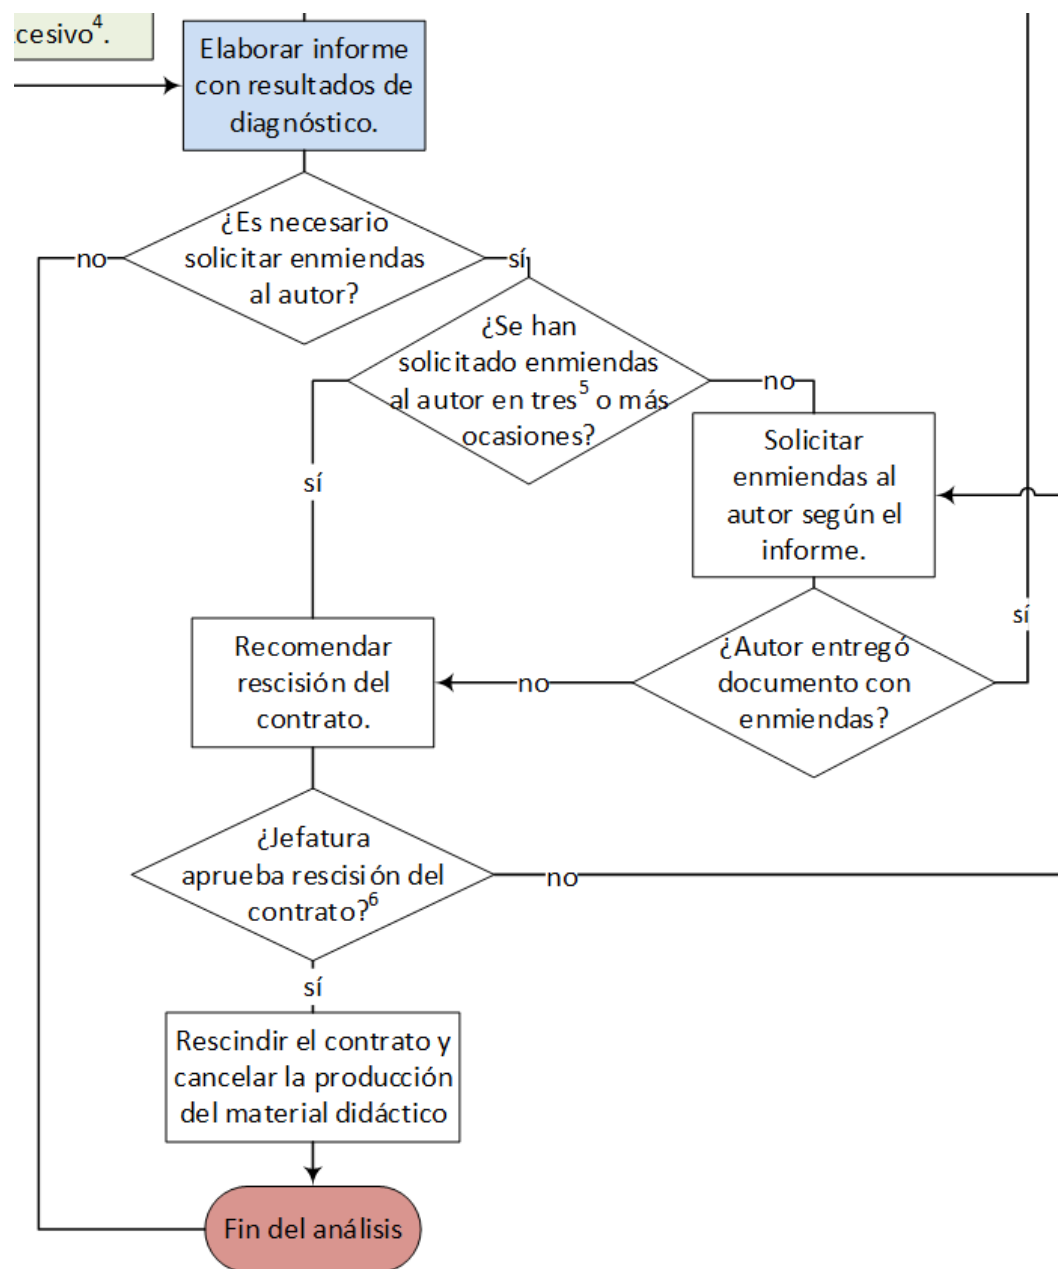 ccesivo⁴.
Elaborar informe
con resultados de
diagnóstico.
¿Es necesario
solicitar enmiendas
al autor?
no
sí
¿Se han
solicitado enmiendas
al autor en tres⁵ o más
ocasiones?
no
sí
Solicitar
enmiendas al
autor según el
informe.
sí
¿Autor entregó
documento con
enmiendas?
no
Recomendar
rescisión del
contrato.
¿Jefatura
aprueba rescisión del
contrato?⁶
no
sí
Rescindir el contrato y
cancelar la producción
del material didáctico
Fin del análisis